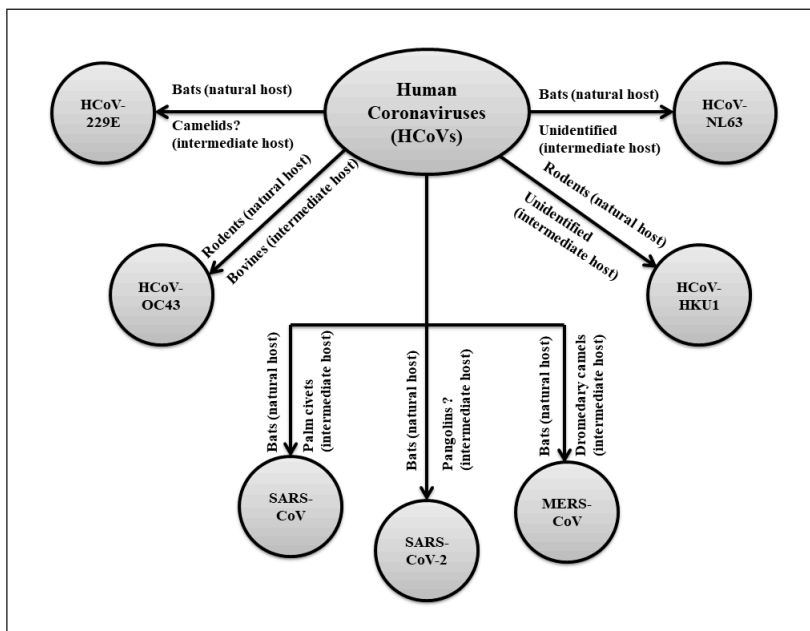 Human
Coronaviruses
(HCoVs)
HCoV-
229E
Bats (natural host)
Camelids?
(intermediate host)
Bats (natural host)
Unidentified
(intermediate host)
HCoV-
NL63
Rodents (natural host)
Bovines (intermediate host)
HCoV-
OC43
Rodents (natural host)
Unidentified
(intermediate host)
HCoV-
HKU1
Bats (natural host)
Palm civets
(intermediate host)
SARS-
CoV
Bats (natural host)
Pangolins ?
(intermediate host)
SARS-
CoV-2
Bats (natural host)
Dromedary camels
(intermediate host)
MERS-
CoV